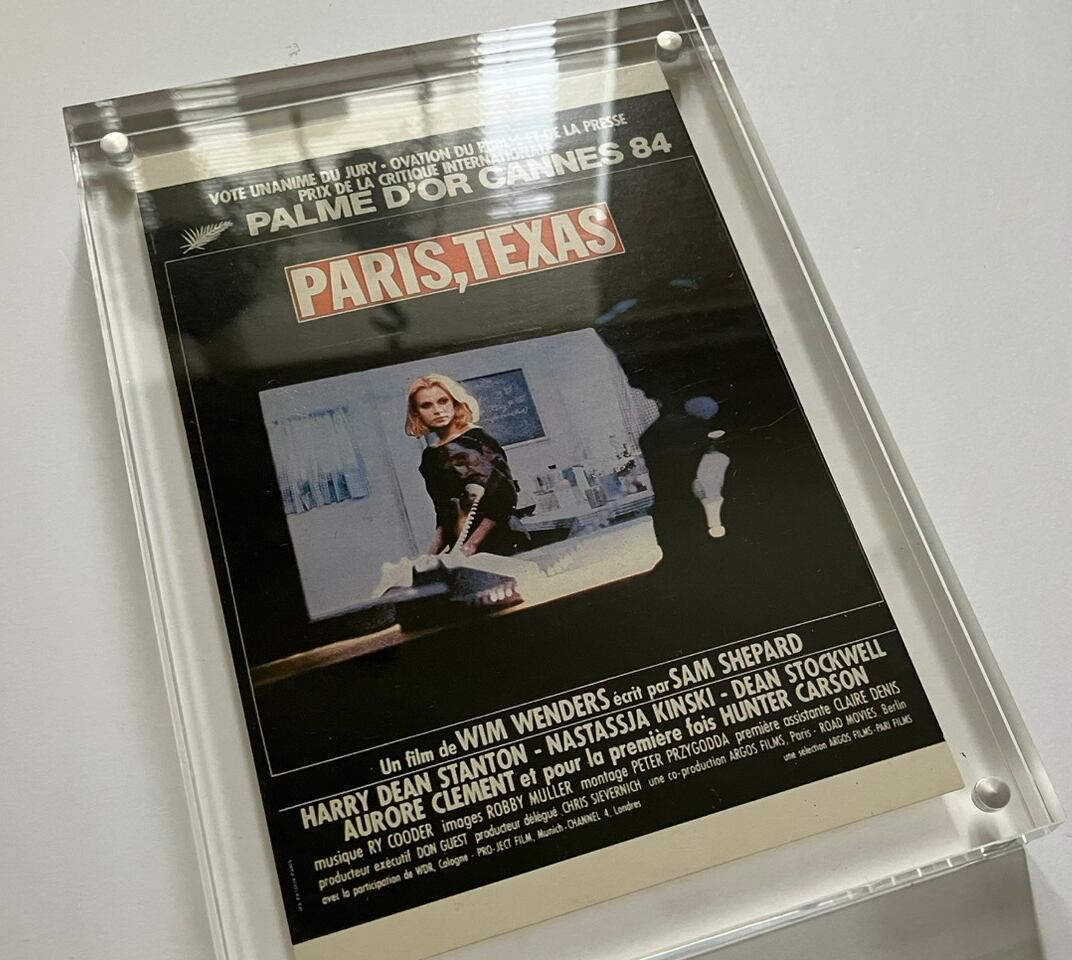 VOTE UNANIME DU JURY • OVATION DU PUBLIC ET DE LA PRESSE
PRIX DE LA CRITIQUE INTERNATIONALE
PALME D'OR CANNES 84
PARIS, TEXAS
Un film de WIM WENDERS écrit par SAM SHEPARD
HARRY DEAN STANTON - NASTASSJA KINSKI - DEAN STOCKWELL
AURORE CLEMENT et pour la première fois HUNTER CARSON
musique RY COODER images ROBBY MULLER montage PETER PRZYGODDA première assistante CLAIRE DENIS
producteur exécutif DON GUEST producteur délégué CHRIS SIEVERNICH une co-production ARGOS FILMS, Paris - ROAD MOVIES, Berlin
avec la participation de WDR, Cologne - PRO-JECT FILM, Munich - CHANNEL 4, Londres
une selection ARGOS FILMS - PARI FILMS